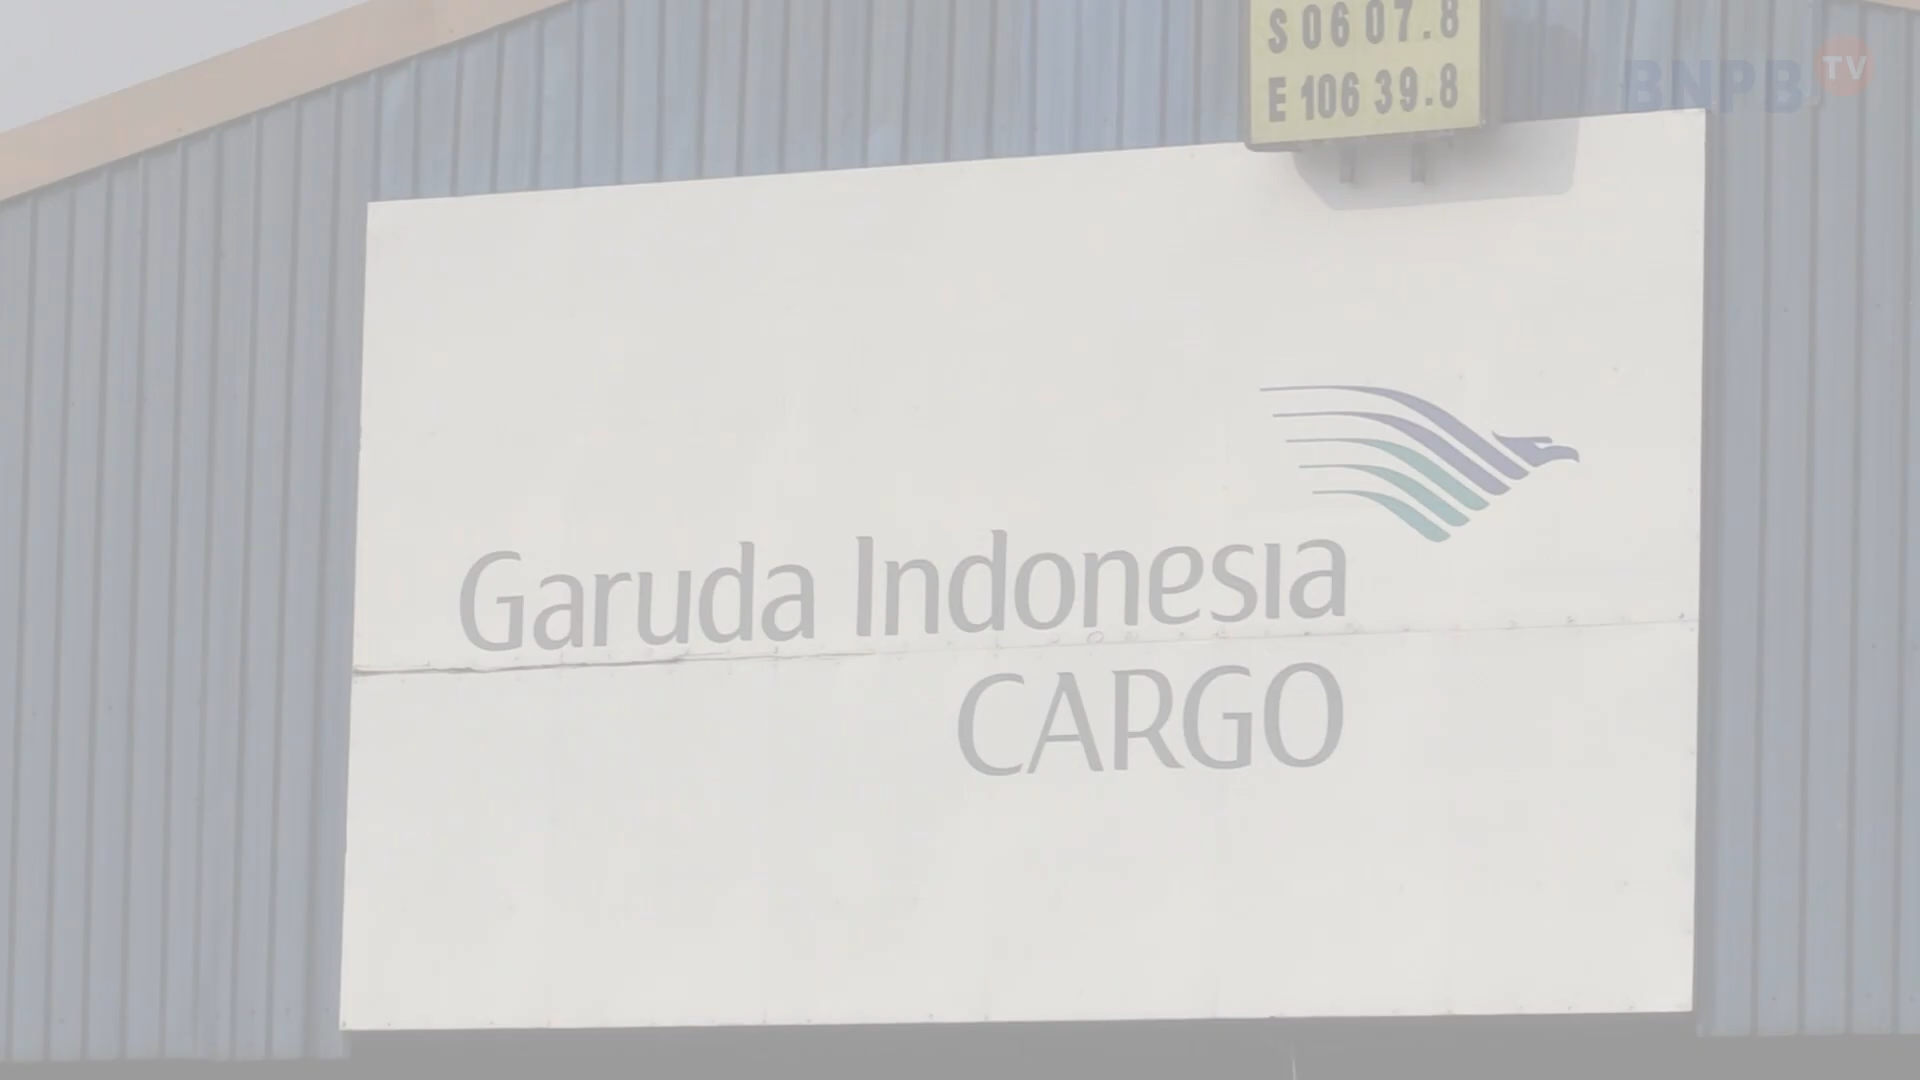 S 06 07.8
E 106 39.8
BNPB TV
Garuda Indonesia
CARGO